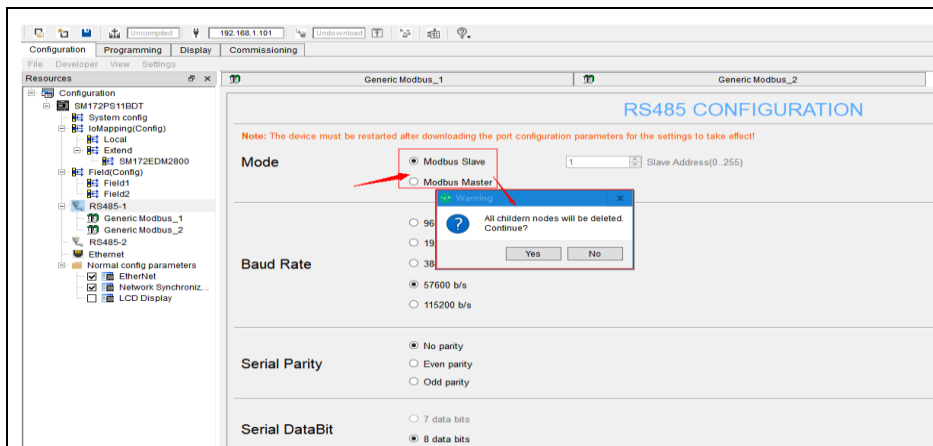 Uncompiled 192.168.1.101 Undownload
Configuration Programming Display Commissioning
File Developer View Settings
Resources
Generic Modbus_1 Generic Modbus_2
Configuration
SM172PS11BDT
System config
IoMapping(Config)
Local
Extend
SM172EDM2800
Field(Config)
Field1
Field2
RS485-1
Generic Modbus_1
Generic Modbus_2
RS485-2
Ethernet
Normal config parameters
EtherNet
Network Synchroniz...
LCD Display
RS485 CONFIGURATION
Note: The device must be restarted after downloading the port configuration parameters for the settings to take effect!
Mode
Modbus Slave
1 Slave Address(0..255)
Modbus Master
Warning
All childern nodes will be deleted.
Continue?
Yes No
Baud Rate
96
19
38
57600 b/s
115200 b/s
Serial Parity
No parity
Even parity
Odd parity
Serial DataBit
7 data bits
8 data bits